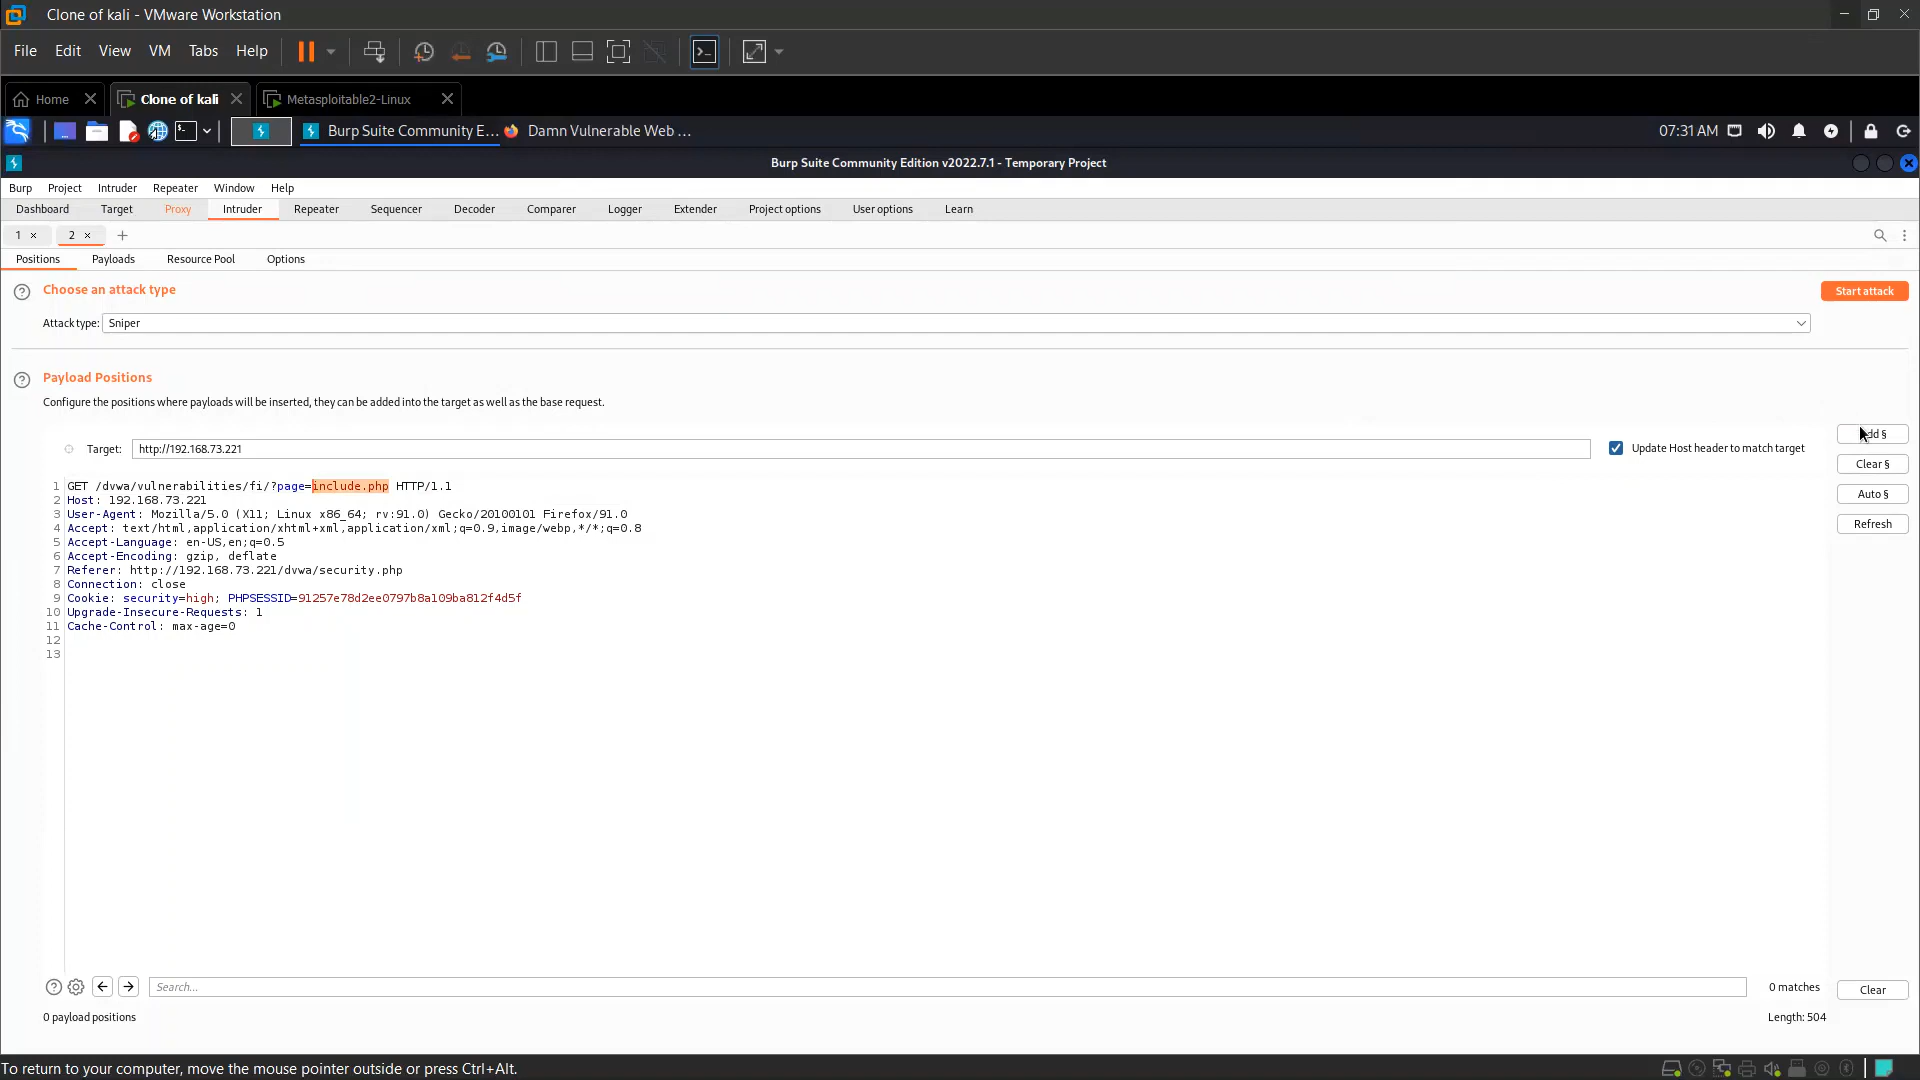 Clone of kali - VMware Workstation
File Edit View VM Tabs Help
Home Clone of kali Metasploitable2-Linux
Burp Suite Community E... Damn Vulnerable Web ... 07:31 AM
Burp Suite Community Edition v2022.7.1 - Temporary Project
Burp Project Intruder Repeater Window Help
Dashboard Target Proxy Intruder Repeater Sequencer Decoder Comparer Logger Extender Project options User options Learn
1 × 2 × +
Positions Payloads Resource Pool Options
Choose an attack type
Start attack
Attack type: Sniper
Payload Positions
Configure the positions where payloads will be inserted, they can be added into the target as well as the base request.
Target: http://192.168.73.221
Update Host header to match target
Clear §
Auto §
Refresh
1 GET /dvwa/vulnerabilities/fi/?page=include.php HTTP/1.1
2 Host: 192.168.73.221
3 User-Agent: Mozilla/5.0 (X11; Linux x86_64; rv:91.0) Gecko/20100101 Firefox/91.0
4 Accept: text/html,application/xhtml+xml,application/xml;q=0.9,image/webp,*/*;q=0.8
5 Accept-Language: en-US,en;q=0.5
6 Accept-Encoding: gzip, deflate
7 Referer: http://192.168.73.221/dvwa/security.php
8 Connection: close
9 Cookie: security=high; PHPSESSID=91257e78d2ee0797b8a109ba812f4d5f
10 Upgrade-Insecure-Requests: 1
11 Cache-Control: max-age=0
12
13
Search...
0 matches
Clear
0 payload positions
Length: 504
To return to your computer, move the mouse pointer outside or press Ctrl+Alt.